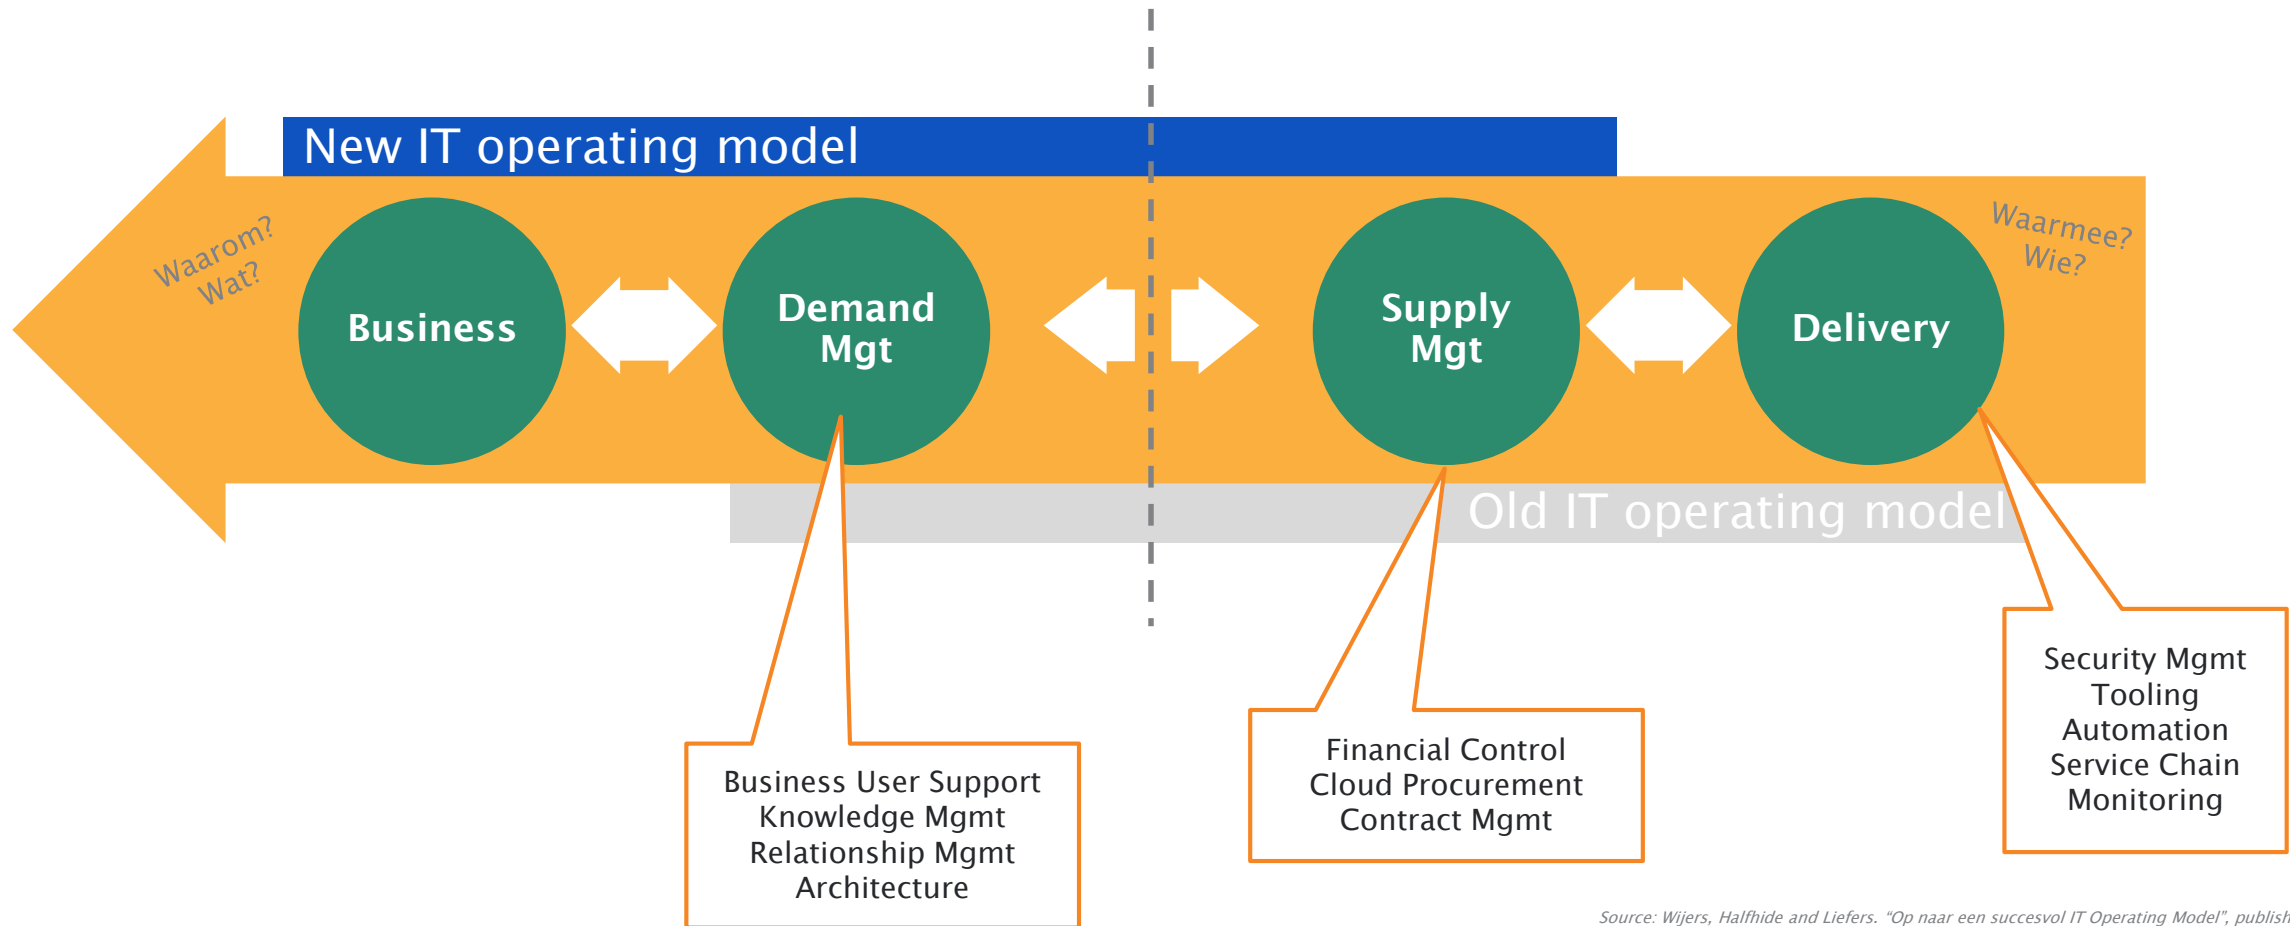 New IT operating model
Waarom?
Wat?
Business
Demand
Mgt
Supply
Mgt
Delivery
Waarmee?
Wie?
Old IT operating model
Business User Support
Knowledge Mgmt
Relationship Mgmt
Architecture
Financial Control
Cloud Procurement
Contract Mgmt
Security Mgmt
Tooling
Automation
Service Chain
Monitoring
Source: Wijers, Halfhide and Liefers. “Op naar een succesvol IT Operating Model”, publish